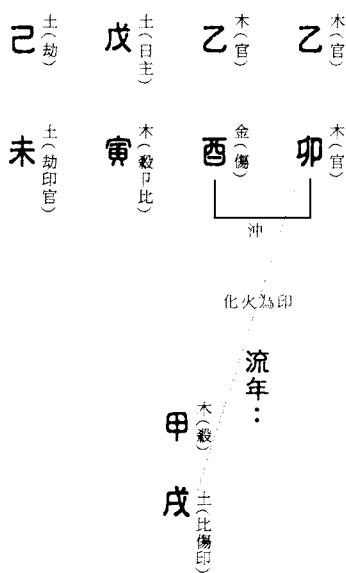 乙 木(官)
乙 木(官)
戊 土(日主)
己 土(劫)
卯 木(官)
酉 金(傷)
寅 木(殺卩比)
未 土(劫印官)
沖
化火為印
流年：
甲 木(殺)
戌 土(比傷印)